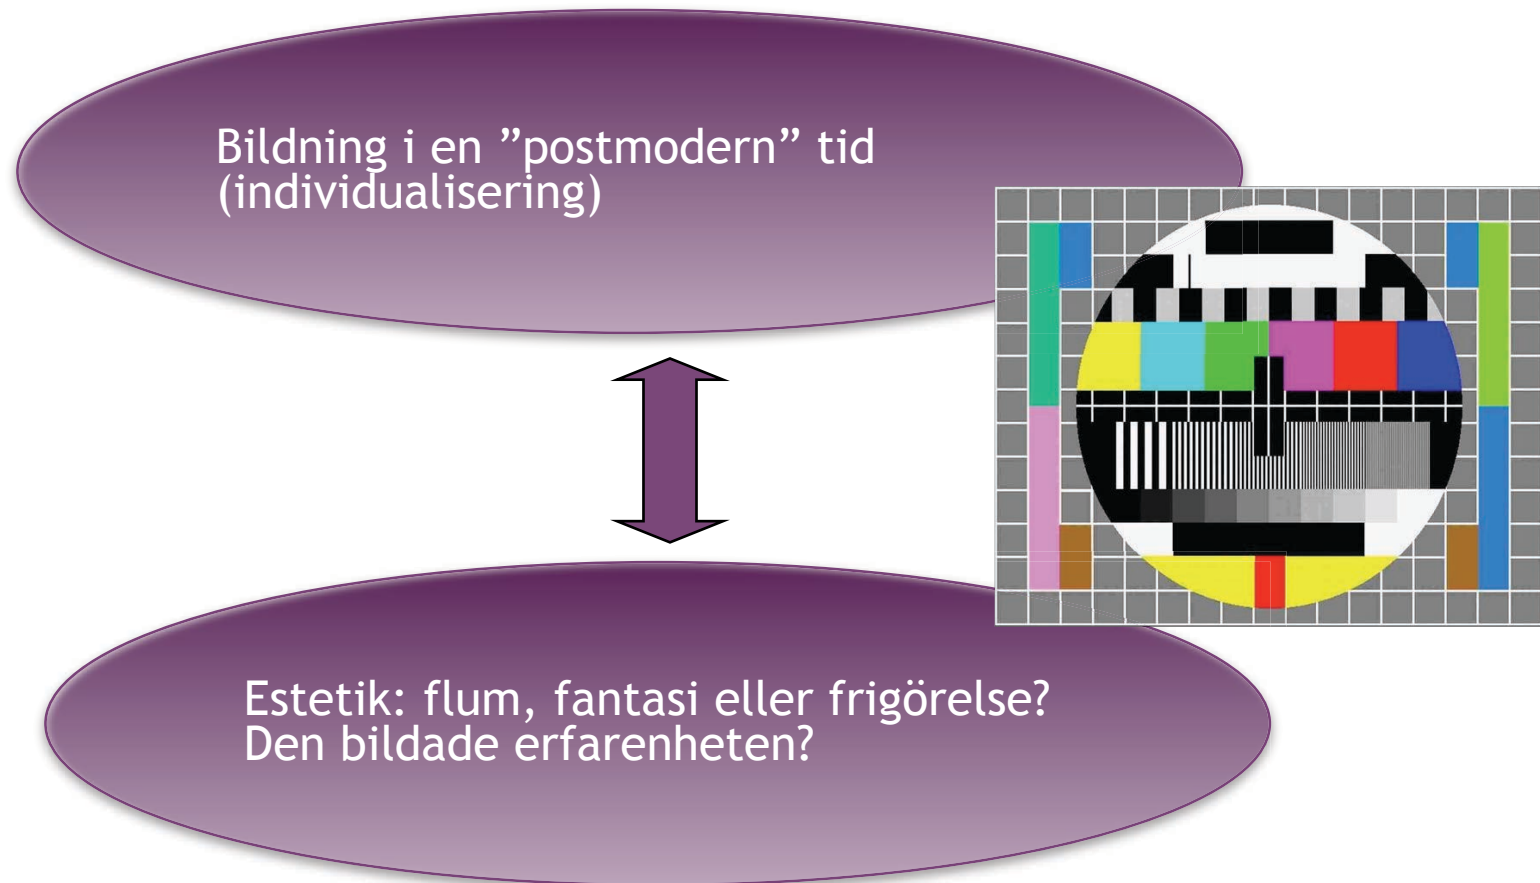 Bildning i en ”postmodern” tid
(individualisering)
Estetik: flum, fantasi eller frigörelse?
Den bildade erfarenheten?